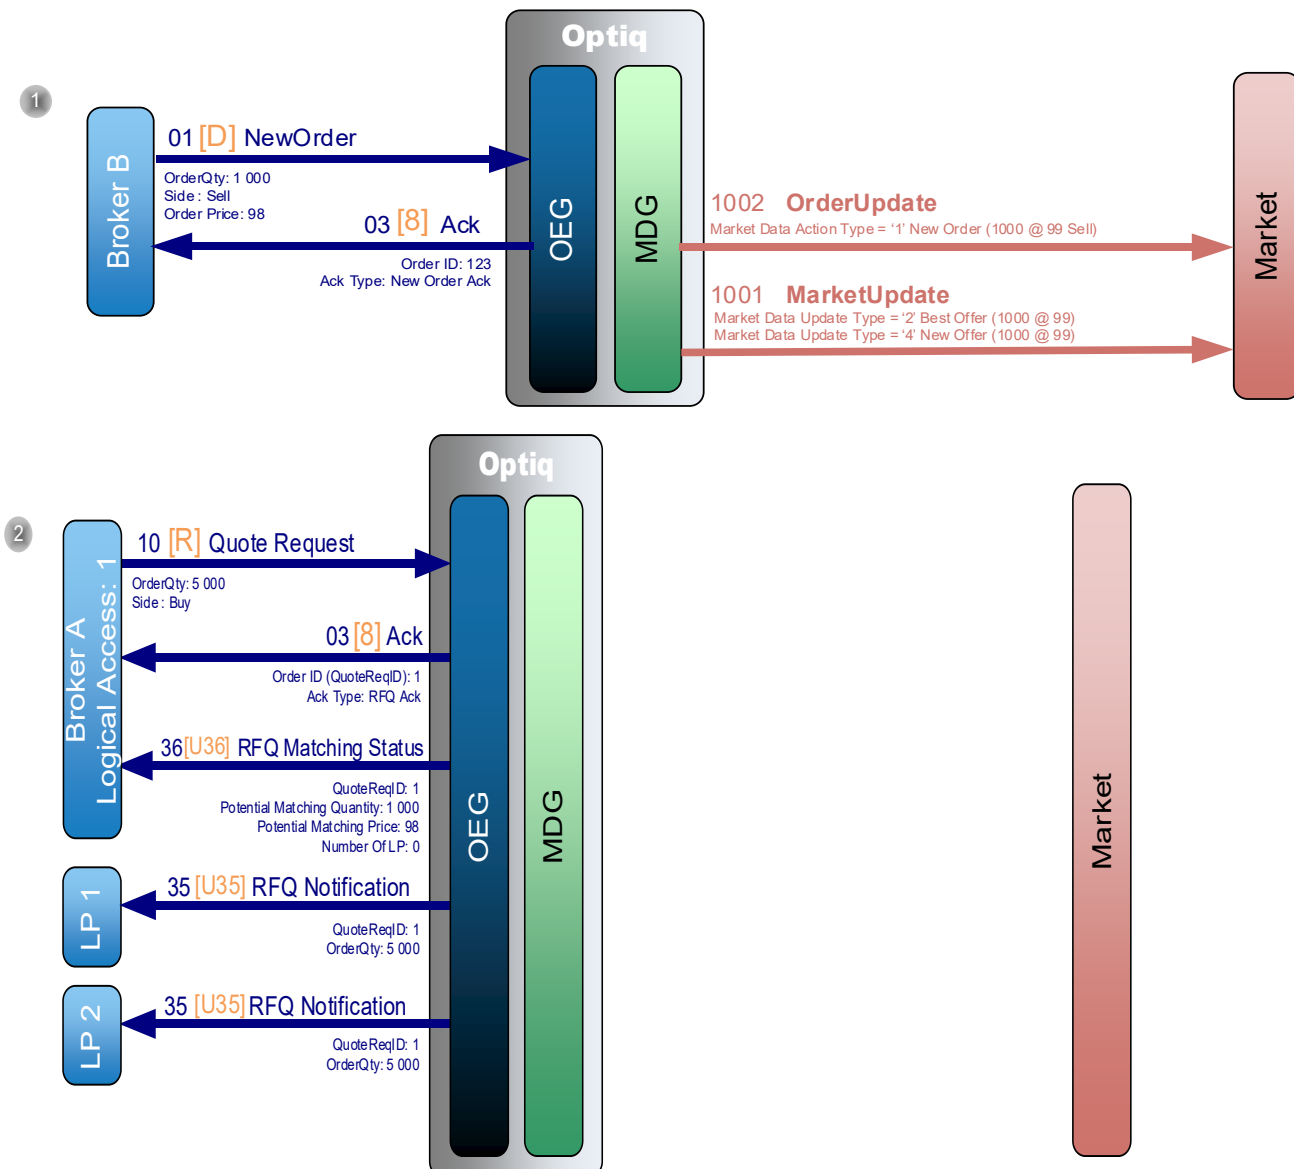 Optiq
1
Broker B
01 [D] NewOrder
OrderQty: 1 000
Side : Sell
Order Price: 98
03 [8] Ack
Order ID: 123
Ack Type: New Order Ack
OEG
MDG
1002 OrderUpdate
Market Data Action Type = '1' New Order (1000 @ 99 Sell)
1001 MarketUpdate
Market Data Update Type = '2' Best Offer (1000 @ 99)
Market Data Update Type = '4' New Offer (1000 @ 99)
Market
Optiq
2
Broker A
Logical Access: 1
10 [R] Quote Request
OrderQty: 5 000
Side : Buy
03 [8] Ack
Order ID (QuoteReqID): 1
Ack Type: RFQ Ack
36 [U36] RFQ Matching Status
QuoteReqID: 1
Potential Matching Quantity: 1 000
Potential Matching Price: 98
Number Of LP: 0
LP 1
35 [U35] RFQ Notification
QuoteReqID: 1
OrderQty: 5 000
LP 2
35 [U35] RFQ Notification
QuoteReqID: 1
OrderQty: 5 000
OEG
MDG
Market